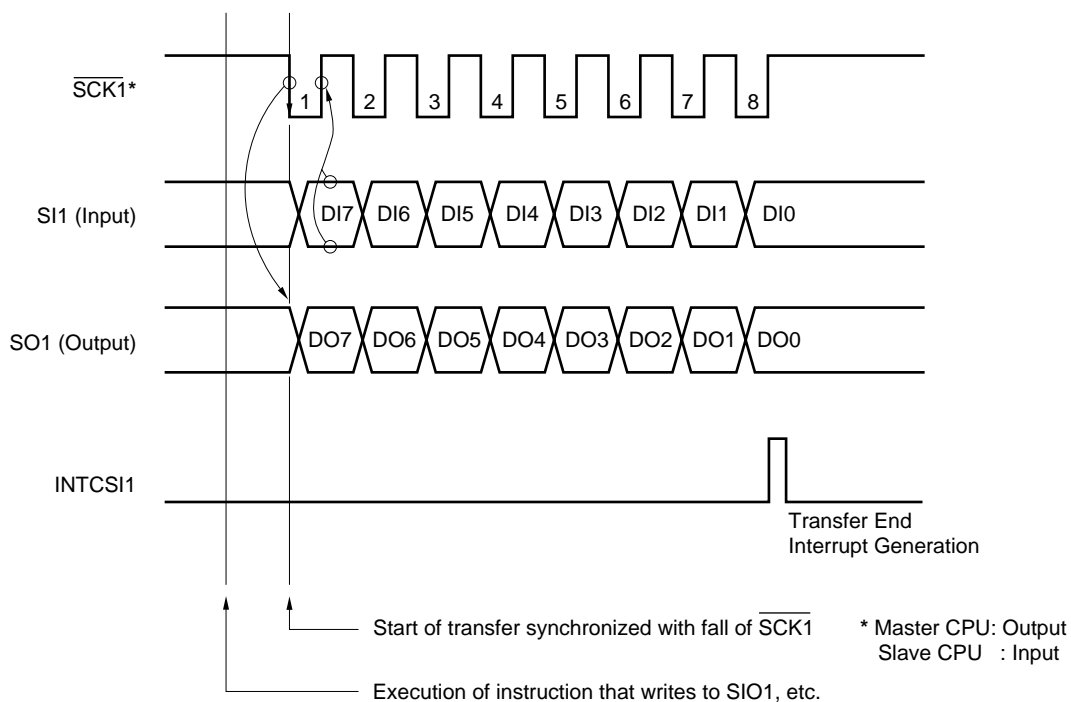 SCK1*
1 2 3 4 5 6 7 8
SI1 (Input)
DI7 DI6 DI5 DI4 DI3 DI2 DI1 DI0
SO1 (Output)
DO7 DO6 DO5 DO4 DO3 DO2 DO1 DO0
INTCSI1
Transfer End
Interrupt Generation
Start of transfer synchronized with fall of SCK1
* Master CPU: Output
Slave CPU : Input
Execution of instruction that writes to SIO1, etc.